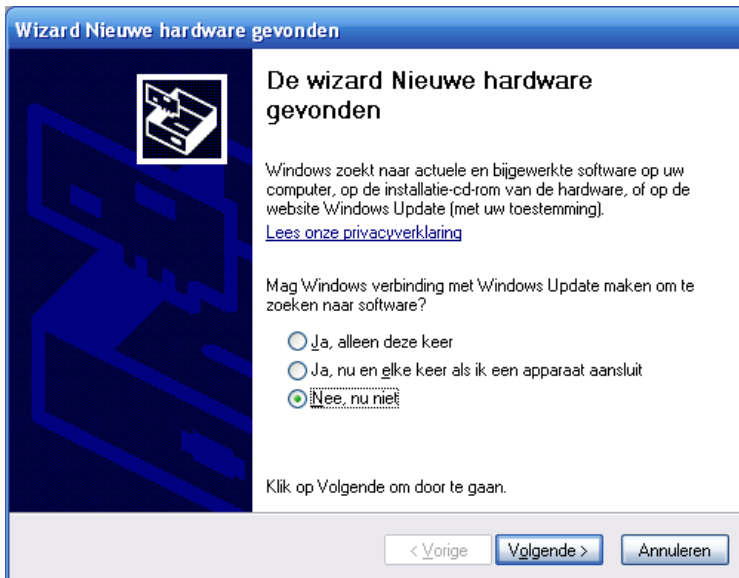 Wizard Nieuwe hardware gevonden
De wizard Nieuwe hardware
gevonden
Windows zoekt naar actuele en bijgewerkte software op uw
computer, op de installatie-cd-rom van de hardware, of op de
website Windows Update (met uw toestemming).
Lees onze privacyverklaring
Mag Windows verbinding met Windows Update maken om te
zoeken naar software?
Ja, alleen deze keer
Ja, nu en elke keer als ik een apparaat aansluit
Nee, nu niet
Klik op Volgende om door te gaan.
< Vorige
Volgende >
Annuleren